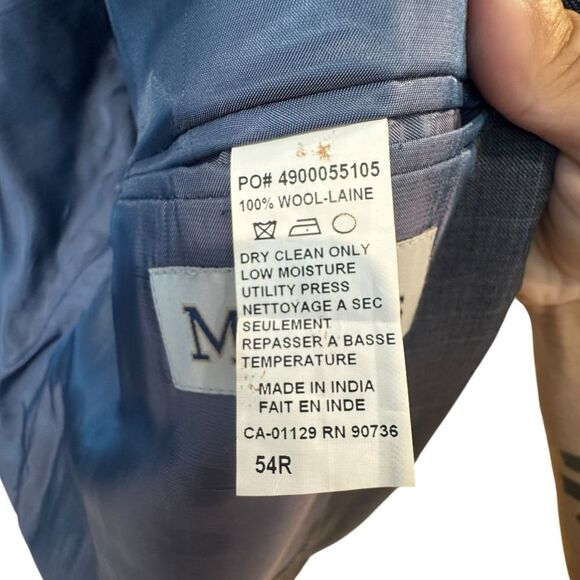 PO# 4900055105
100% WOOL-LAINE
DRY CLEAN ONLY
LOW MOISTURE
UTILITY PRESS
NETTOYAGE A SEC
SEULEMENT
REPASSER A BASSE
TEMPERATURE
MADE IN INDIA
FAIT EN INDE
CA-01129 RN 90736
54R